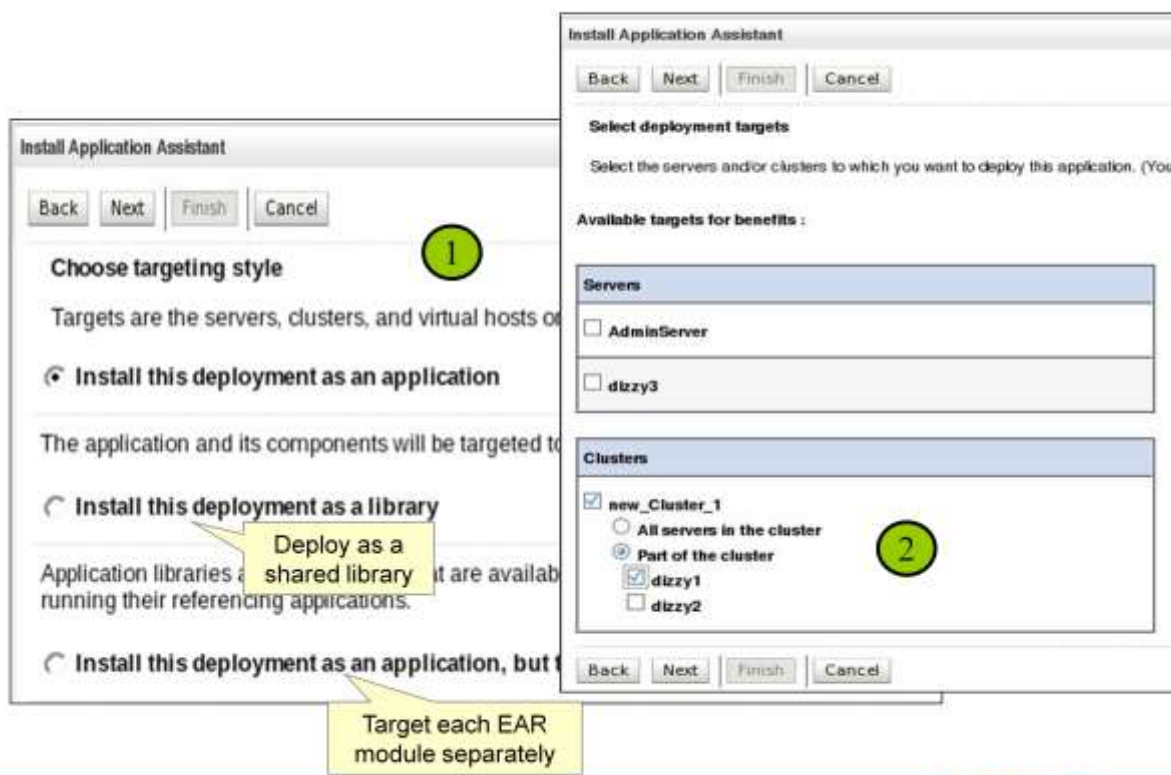 Install Application Assistant
Back Next Finish Cancel
1
Choose targeting style
Targets are the servers, clusters, and virtual hosts
Install this deployment as an application
The application and its components will be targeted
Install this deployment as a library
Deploy as a
shared library
Application libraries
are
running their referencing applications.
Install this deployment as an application, but
Target each EAR
module separately
Install Application Assistant
Back Next Finish Cancel
Select deployment targets
Select the servers and/or clusters to which you want to deploy this application. (You
Available targets for benefits :
Servers
AdminServer
dizzy3
Clusters
new_Cluster_1
All servers in the cluster
Part of the cluster
2
dizzy1
dizzy2
Back Next Finish Cancel